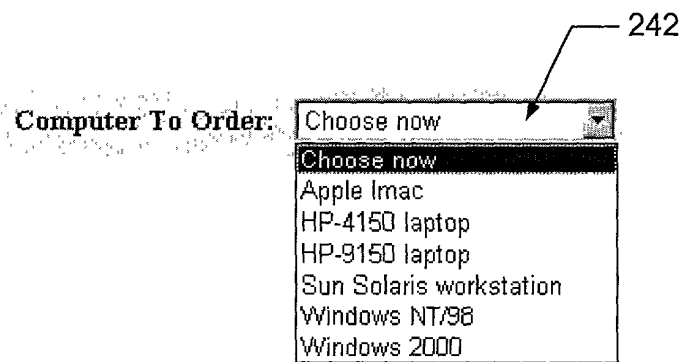 242
Computer To Order: Choose now
Choose now
Apple Imac
HP-4150 laptop
HP-9150 laptop
Sun Solaris workstation
Windows NT/98
Windows 2000